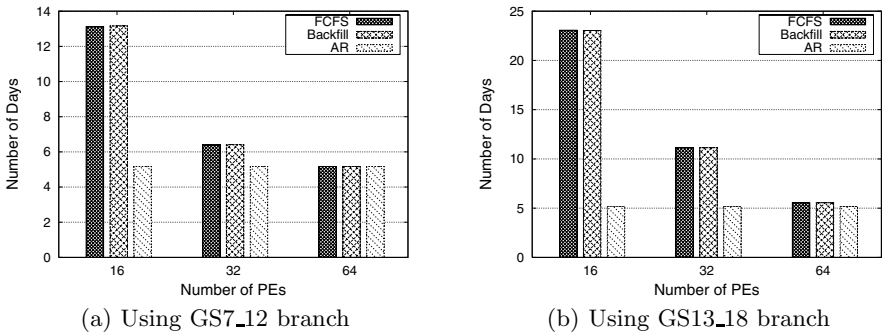 14
12
10
8
6
4
2
0
Number of Days
FCFS
Backfill
AR
16
32
64
Number of PEs
(a) Using GS7_12 branch
25
20
15
10
5
0
Number of Days
FCFS
Backfill
AR
16
32
64
Number of PEs
(b) Using GS13_18 branch